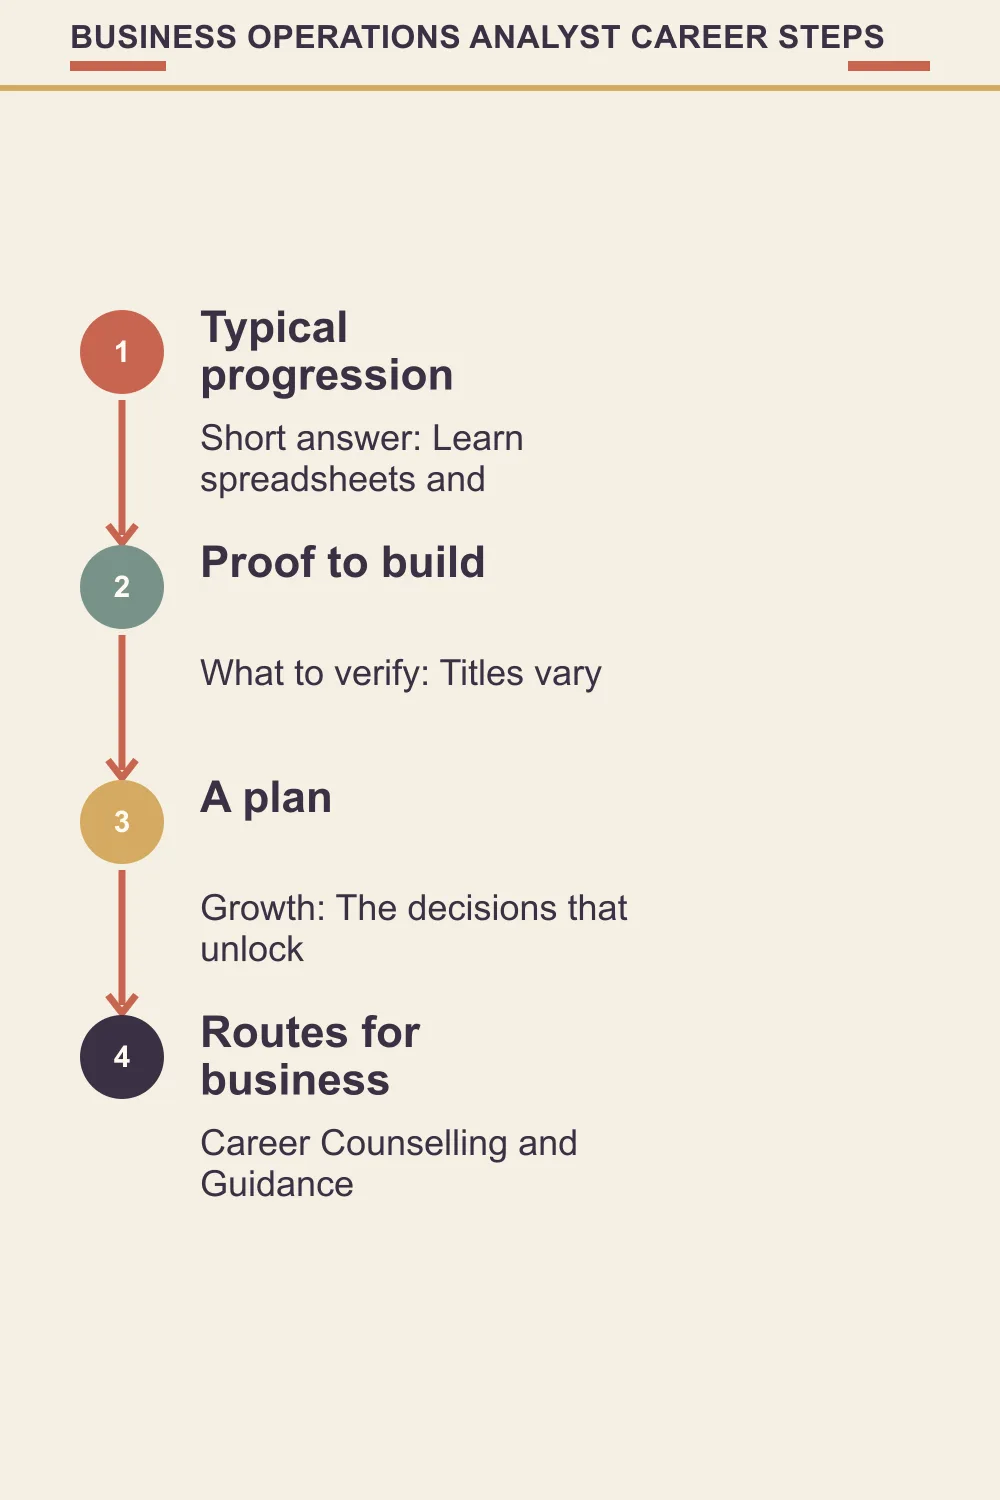 BUSINESS OPERATIONS ANALYST CAREER STEPS
1
Typical
progression
Short answer: Learn
spreadsheets and
2
Proof to build
What to verify: Titles vary
3
A plan
Growth: The decisions that
unlock
4
Routes for
business
Career Counselling and
Guidance